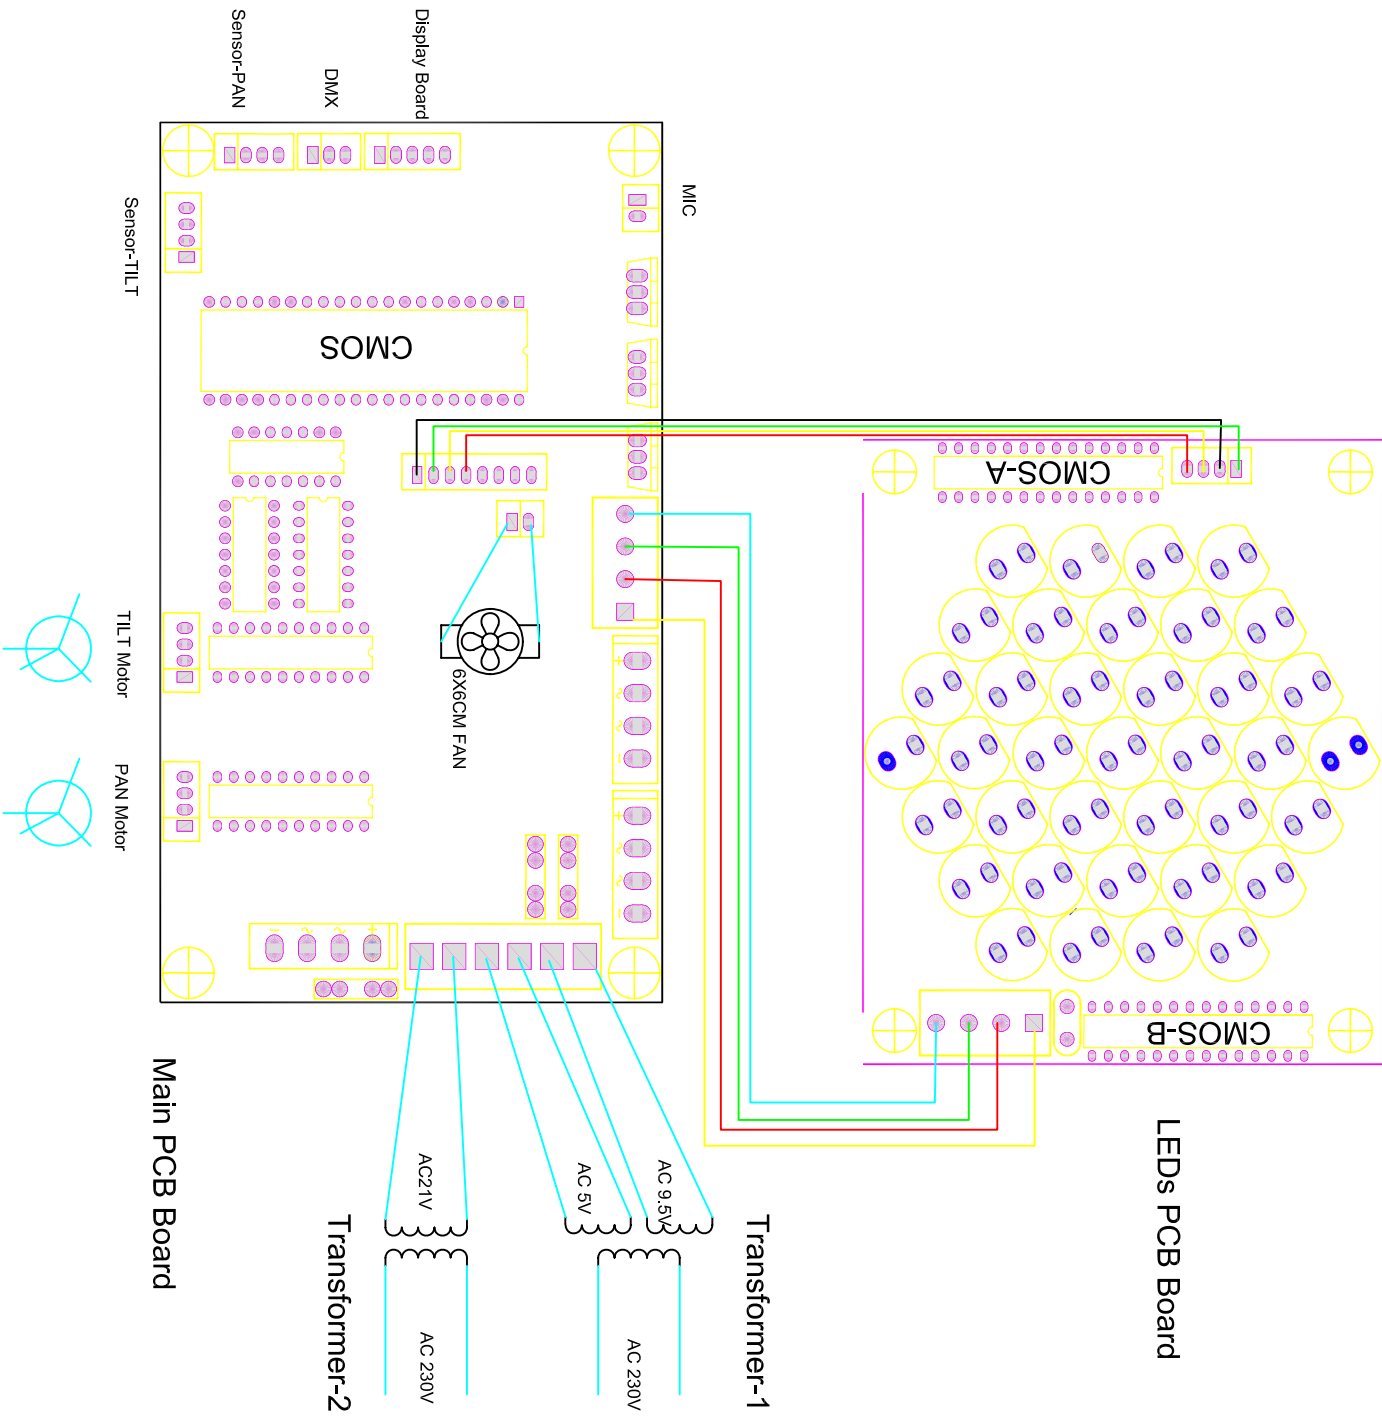 Sensor-PAN
DMX
Display Board
MIC
Sensor-TILT
CMOS
CMOS-A
TILT Motor
6X6CM FAN
PAN Motor
+
~
~
-
+
~
~
-
-
~
~
+
CMOS-B
Main PCB Board
AC21V
AC 5V
AC 9.5V
LEDs PCB Board
Transformer-2
AC 230V
AC 230V
Transformer-1